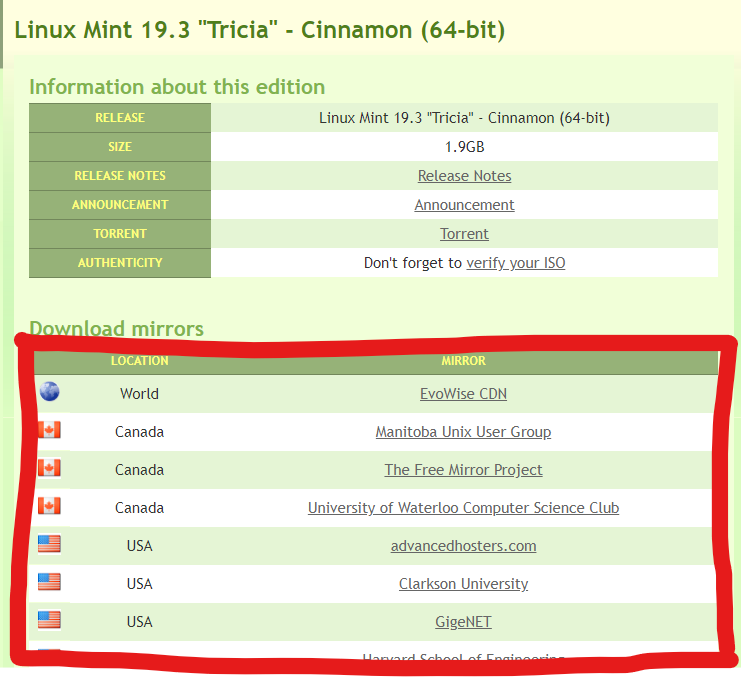 Linux Mint 19.3 "Tricia" - Cinnamon (64-bit)
Information about this edition
RELEASE Linux Mint 19.3 "Tricia" - Cinnamon (64-bit)
SIZE 1.9GB
RELEASE NOTES Release Notes
ANNOUNCEMENT Announcement
TORRENT Torrent
AUTHENTICITY Don't forget to verify your ISO
Download mirrors
LOCATION MIRROR
World EvoWise CDN
Canada Manitoba Unix User Group
Canada The Free Mirror Project
Canada University of Waterloo Computer Science Club
USA advancedhosters.com
USA Clarkson University
USA GigeNET
Harvard School of Engineering